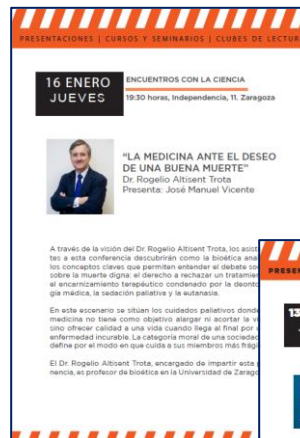 PRESENTACIONES | CURSOS Y SEMINARIOS | CLUBES DE LECTUR
16 ENERO
JUEVES
ENCUENTROS CON LA CIENCIA
19:30 horas, Independencia, 11. Zaragoza
"LA MEDICINA ANTE EL DESEO
DE UNA BUENA MUERTE"
Dr. Rogelio Altisent Trota
Presenta: José Manuel Vicente
A través de la visión del Dr. Rogelio Altisent Trota, los asist
tes a esta conferencia descubrirán como la bioética ana
los conceptos claves que permiten entender el debate so
sobre la muerte digna: el derecho a rechazar un tratamien
el encarnizamiento terapéutico condenado por la deonto
gía médica, la sedación paliativa y la eutanasia.
En este escenario se sitúan los cuidados paliativos dond
medicina no tiene como objetivo alargar ni acortar la v
sino ofrecer calidad a una vida cuando llega al final por
enfermedad incurable. La categoría moral de una sociedad
define por el modo en que cuida a sus miembros más frági
El Dr. Rogelio Altisent Trota, encargado de impartir esta
nencia, es profesor de bioética en la Universidad de Zarago
PRESEN
13